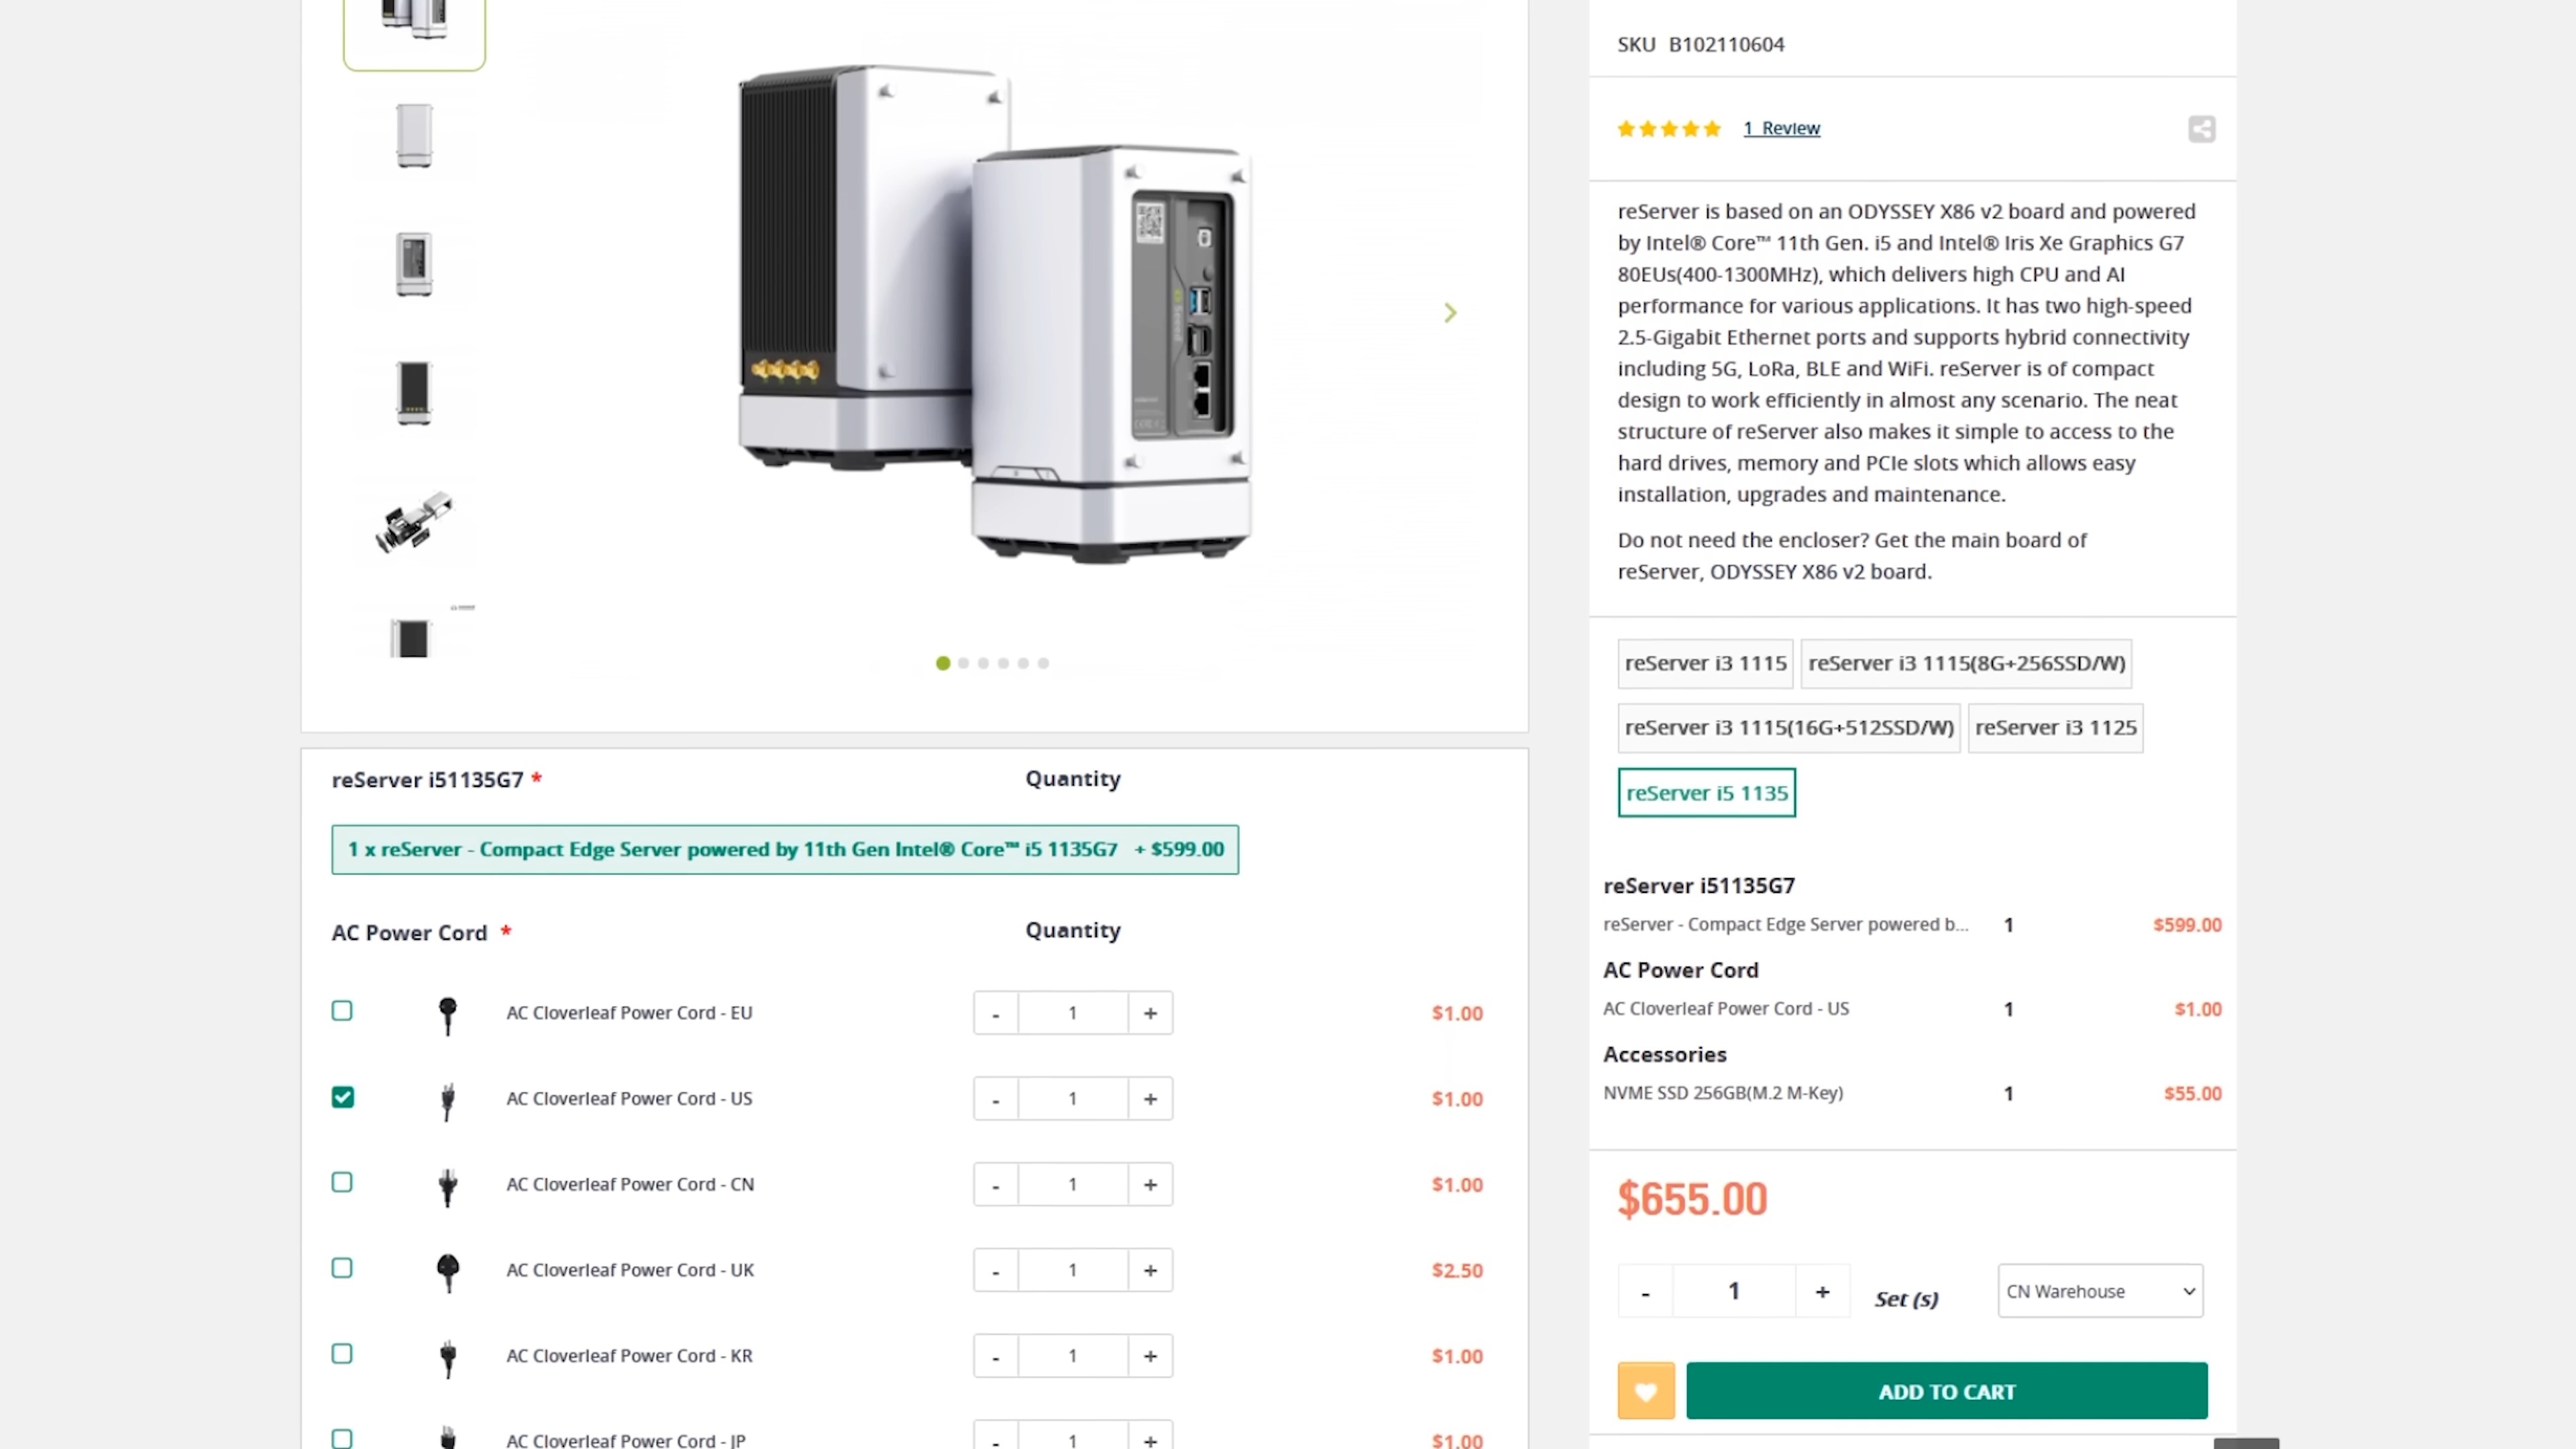 SKU B102110604
1 Review
reServer is based on an ODYSSEY X86 v2 board and powered
by Intel® Core™ 11th Gen. i5 and Intel® Iris Xe Graphics G7
80EUs(400-1300MHz), which delivers high CPU and AI
performance for various applications. It has two high-speed
2.5-Gigabit Ethernet ports and supports hybrid connectivity
including 5G, LoRa, BLE and WiFi. reServer is of compact
design to work efficiently in almost any scenario. The neat
structure of reServer also makes it simple to access to the
hard drives, memory and PCIe slots which allows easy
installation, upgrades and maintenance.
Do not need the encloser? Get the main board of
reServer, ODYSSEY X86 v2 board.
reServer i3 1115 reServer i3 1115(8G+256SSD/W)
reServer i3 1115(16G+512SSD/W) reServer i3 1125
reServer i5 1135
reServer i51135G7 * Quantity
1 x reServer - Compact Edge Server powered by 11th Gen Intel® Core™ i5 1135G7 + $599.00
AC Power Cord * Quantity
AC Cloverleaf Power Cord - EU - 1 + $1.00
AC Cloverleaf Power Cord - US - 1 + $1.00
AC Cloverleaf Power Cord - CN - 1 + $1.00
AC Cloverleaf Power Cord - UK - 1 + $2.50
AC Cloverleaf Power Cord - KR - 1 + $1.00
AC Cloverleaf Power Cord - JP - 1 + $1.00
reServer i51135G7
reServer - Compact Edge Server powered b... 1 $599.00
AC Power Cord
AC Cloverleaf Power Cord - US 1 $1.00
Accessories
NVME SSD 256GB(M.2 M-Key) 1 $55.00
$655.00
- 1 + Set (s) CN Warehouse
ADD TO CART